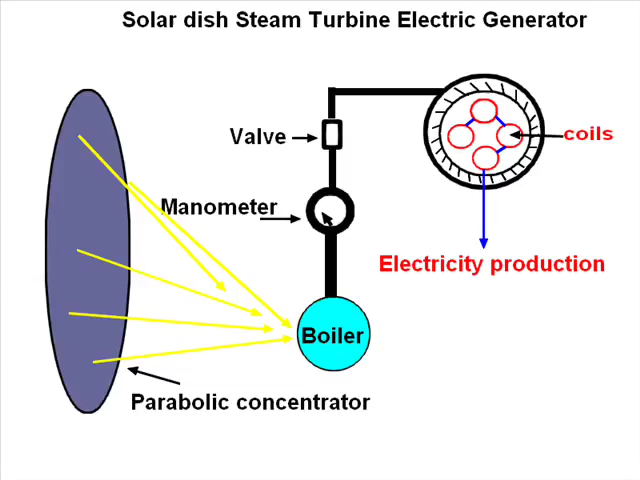 Solar dish Steam Turbine Electric Generator
Valve
coils
Manometer
Electricity production
Boiler
Parabolic concentrator